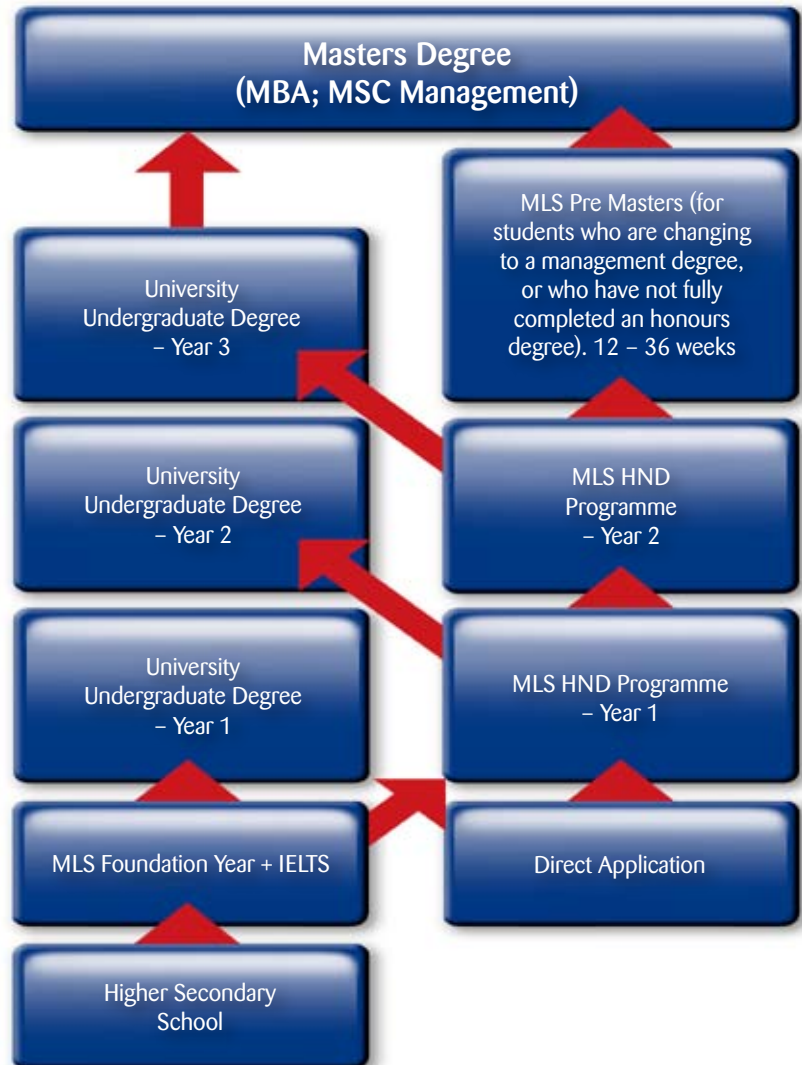 Masters Degree
(MBA; MSC Management)
MLS Pre Masters (for
students who are changing
to a management degree,
or who have not fully
completed an honours
degree). 12 – 36 weeks
University
Undergraduate Degree
– Year 3
University
Undergraduate Degree
– Year 2
MLS HND
Programme
– Year 2
University
Undergraduate Degree
– Year 1
MLS HND Programme
– Year 1
MLS Foundation Year + IELTS
Direct Application
Higher Secondary
School